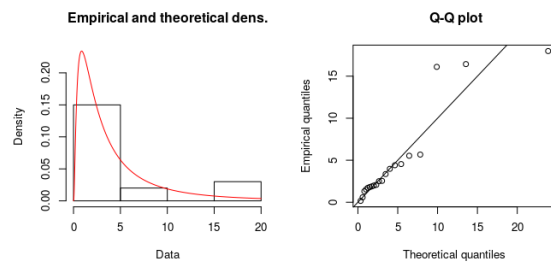 Empirical and theoretical dens.
Density
0.00 0.05 0.10 0.15 0.20
0 5 10 15 20
Data
Q-Q plot
Empirical quantiles
0 5 10 15
0 5 10 15 20
Theoretical quantiles